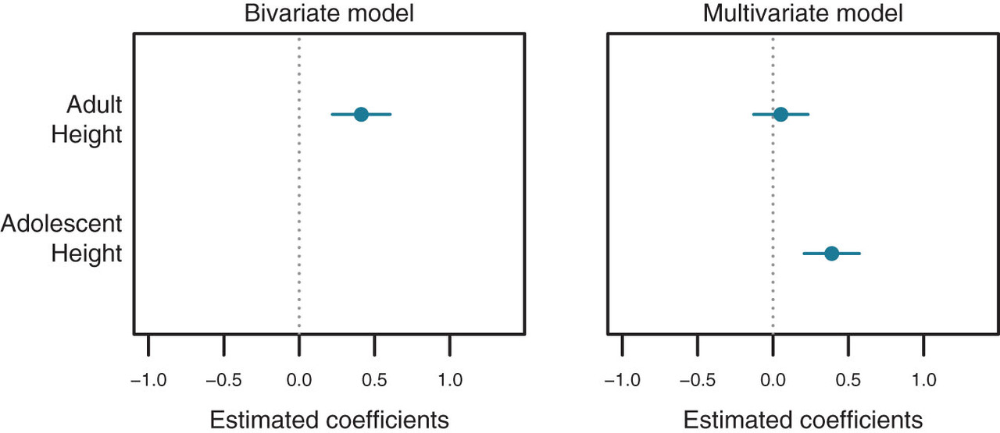 Bivariate model
Multivariate model
Adult
Height
Adolescent
Height
−1.0 −0.5 0.0 0.5 1.0
−1.0 −0.5 0.0 0.5 1.0
Estimated coefficients
Estimated coefficients